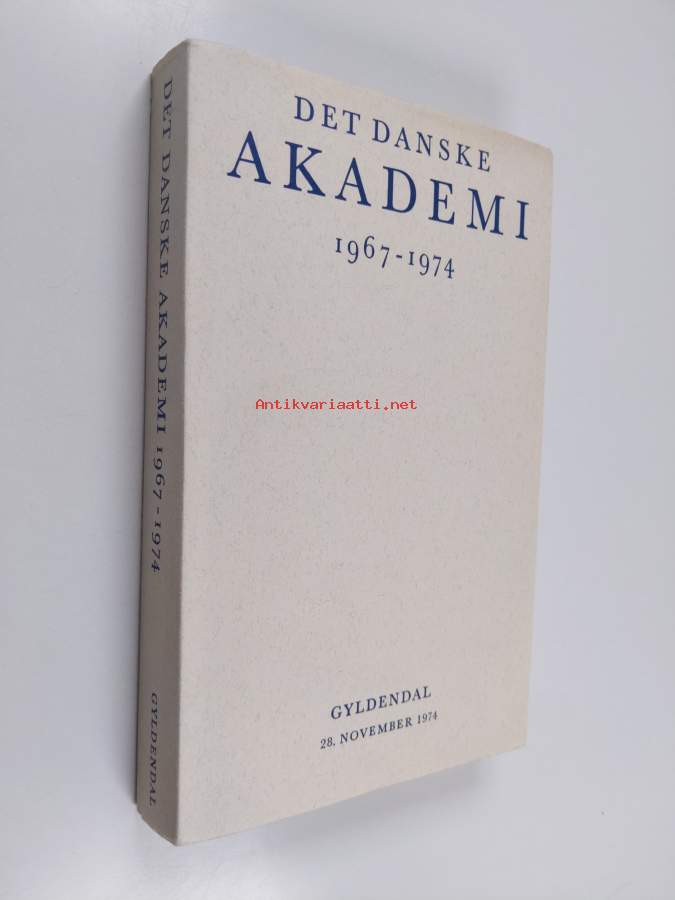 DET DANSKE
AKADEMI
1967-1974
Antikvariaatti.net
GYLDENDAL
28. NOVEMBER 1974
DET DANSKE AKADEMI 1967-1974
GYLDENDAL